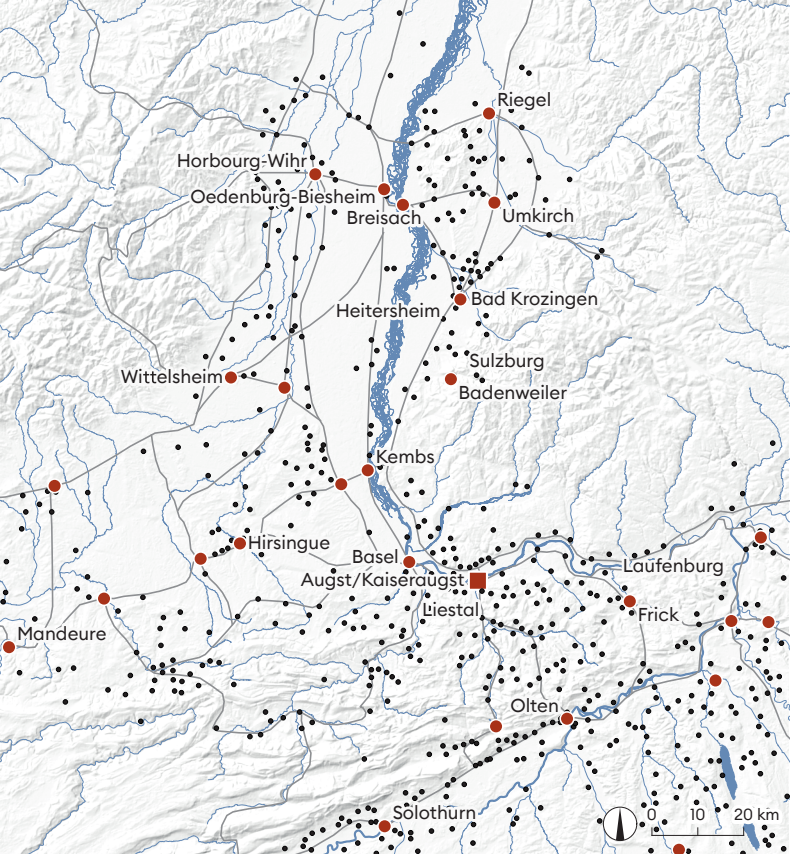 Riegel
Horbourg-Wihr
Oedenburg-Biesheim
Breisach
Umkirch
Bad Krozingen
Heitersheim
Sulzburg
Wittelsheim
Badenweiler
Kembs
Hirsingue
Basel
Laufenburg
Augst/Kaiseraugst
Liestal
Frick
Mandeure
Olten
Solothurn
0 10 20 km